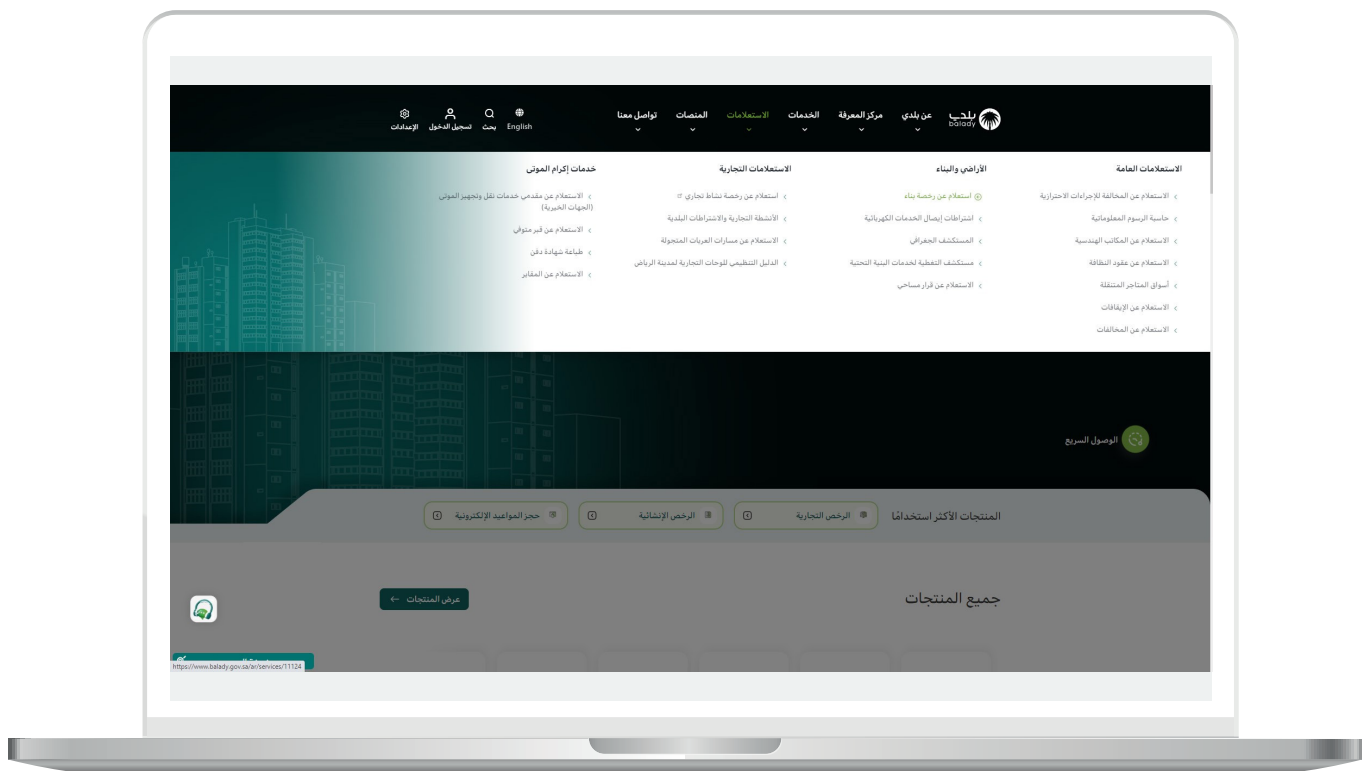 بلدي
balady
عن بلدي
مركز المعرفة
الخدمات
الاستعلامات
المنصات
تواصل معنا
English
بحث
تسجيل الدخول
الإعدادات
الاستعلامات العامة
الاستعلام عن المخالفة للإجراءات الاحترازية
حاسبة الرسوم المعلوماتية
الاستعلام عن المكاتب الهندسية
الاستعلام عن عقود النظافة
أسواق المتاجر المتنقلة
الاستعلام عن الإيقافات
الاستعلام عن المخالفات
الأراضي والبناء
استعلام عن رخصة بناء
اشتراطات إيصال الخدمات الكهربائية
المستكشف الجغرافي
مستكشف التغطية لخدمات البنية التحتية
الاستعلام عن قرار مساحي
الاستعلامات التجارية
استعلام عن رخصة نشاط تجاري
الأنشطة التجارية والاشتراطات البلدية
الاستعلام عن مسارات العربات المتجولة
الدليل التنظيمي للوحات التجارية لمدينة الرياض
خدمات إكرام الموتى
الاستعلام عن مقدمي خدمات نقل وتجهيز الموتى
(الجهات الخيرية)
الاستعلام عن قبر متوفي
طباعة شهادة دفن
الاستعلام عن المقابر
الوصول السريع
المنتجات الأكثر استخدامًا
الرخص التجارية
الرخص الإنشائية
حجز المواعيد الإلكترونية
جميع المنتجات
عرض المنتجات
https://www.balady.gov.sa/ar/services/11124